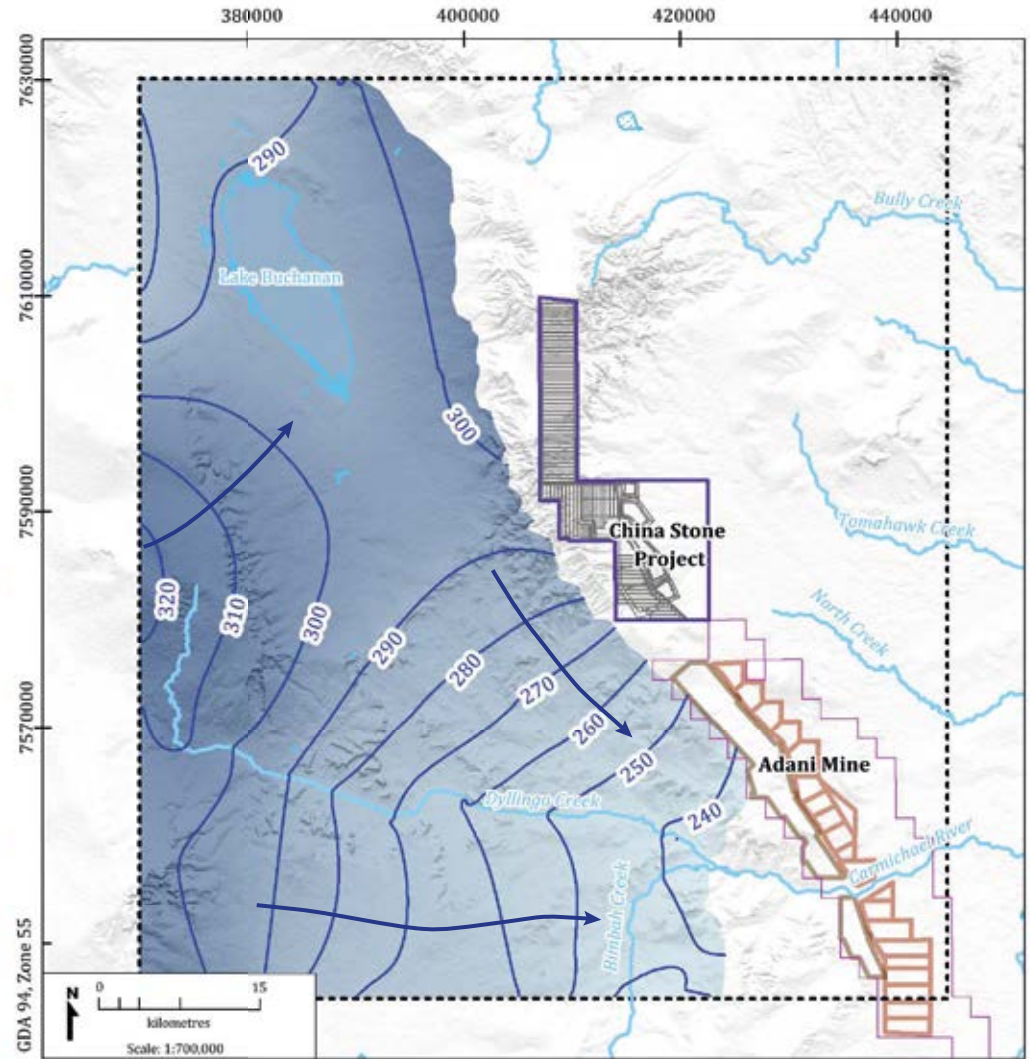 380000
400000
420000
440000
7630000
7610000
7590000
7570000
GDA 94, Zone 55
290
Bully Creek
Lake Buchanan
300
China Stone
Project
Tomahawk Creek
North Creek
320
310
300
290
280
270
260
250
240
Adani Mine
Dyllingo Creek
Carmichael River
Bimbah Creek
N
0
15
kilometres
Scale: 1:700,000